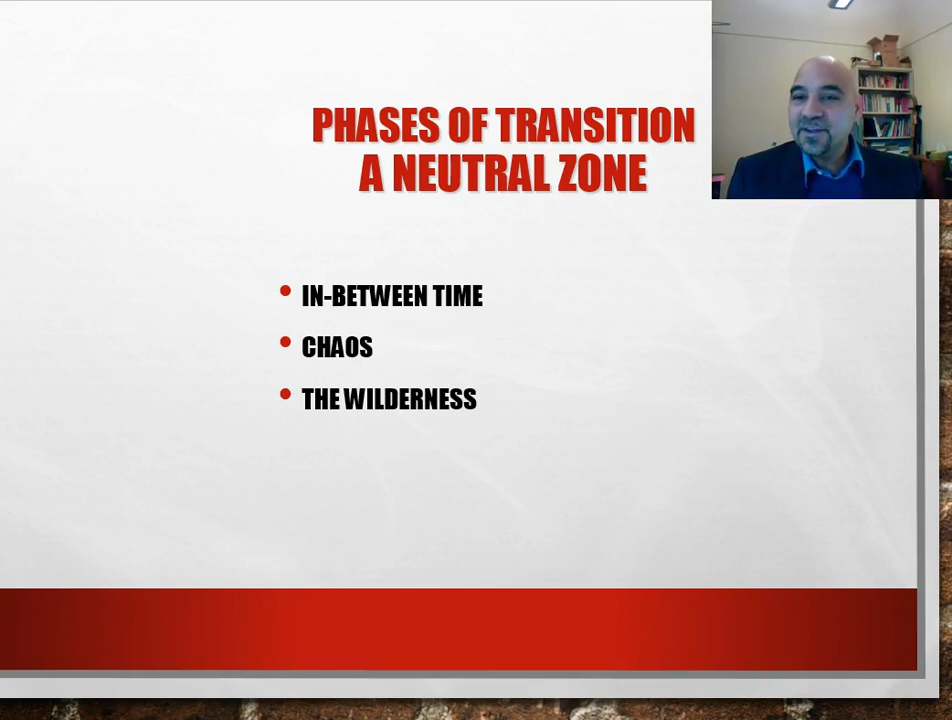 PHASES OF TRANSITION
A NEUTRAL ZONE
• IN-BETWEEN TIME
• CHAOS
• THE WILDERNESS